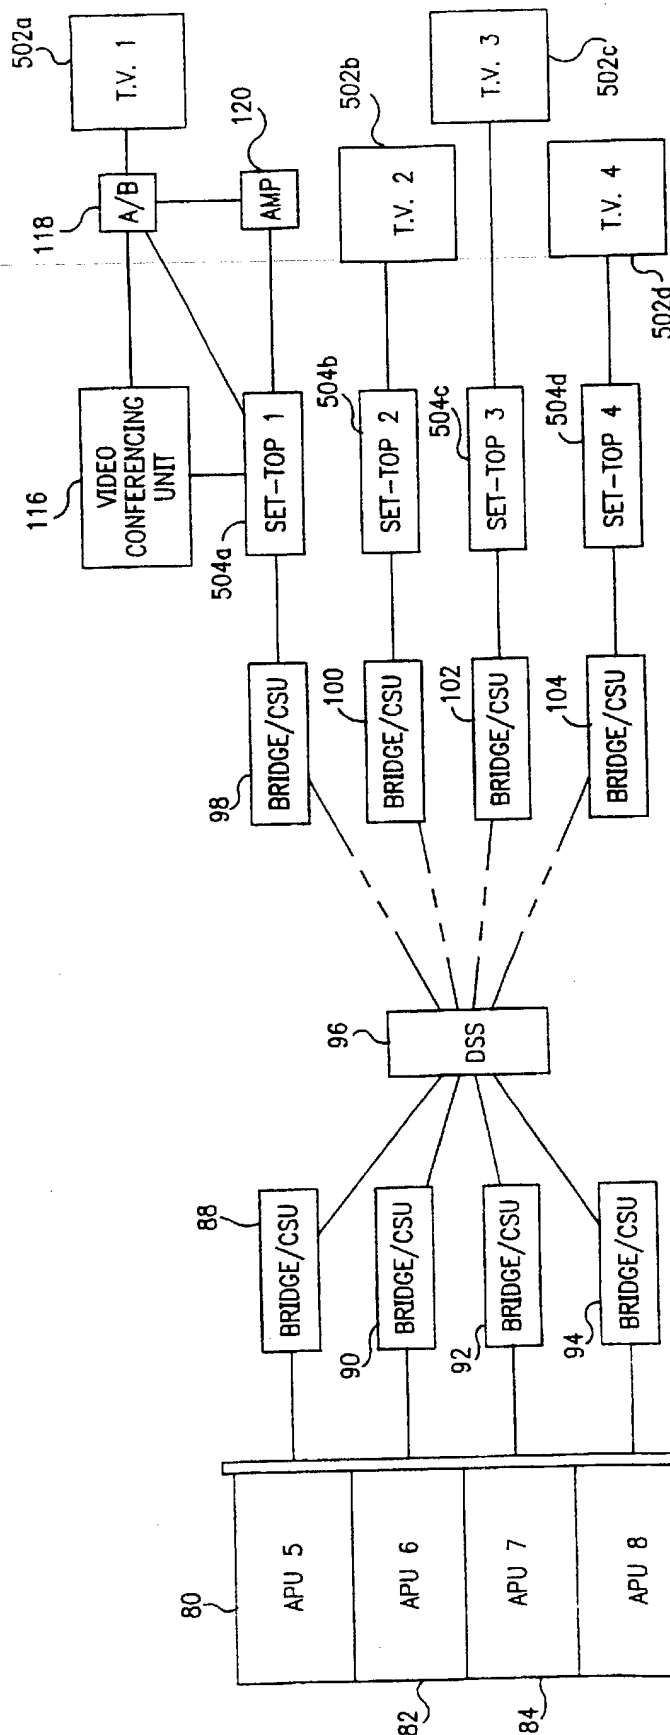 502a
T.V. 1
118
A/B
120
AMP
116
VIDEO
CONFERENCING
UNIT
504a
SET-TOP 1
98
BRIDGE/CSU
502b
T.V. 2
504b
SET-TOP 2
100
BRIDGE/CSU
T.V. 3
502c
504c
SET-TOP 3
102
BRIDGE/CSU
T.V. 4
502d
504d
SET-TOP 4
104
BRIDGE/CSU
96
DSS
88
BRIDGE/CSU
90
BRIDGE/CSU
92
BRIDGE/CSU
94
BRIDGE/CSU
80
APU 5
APU 6
82
APU 7
84
APU 8